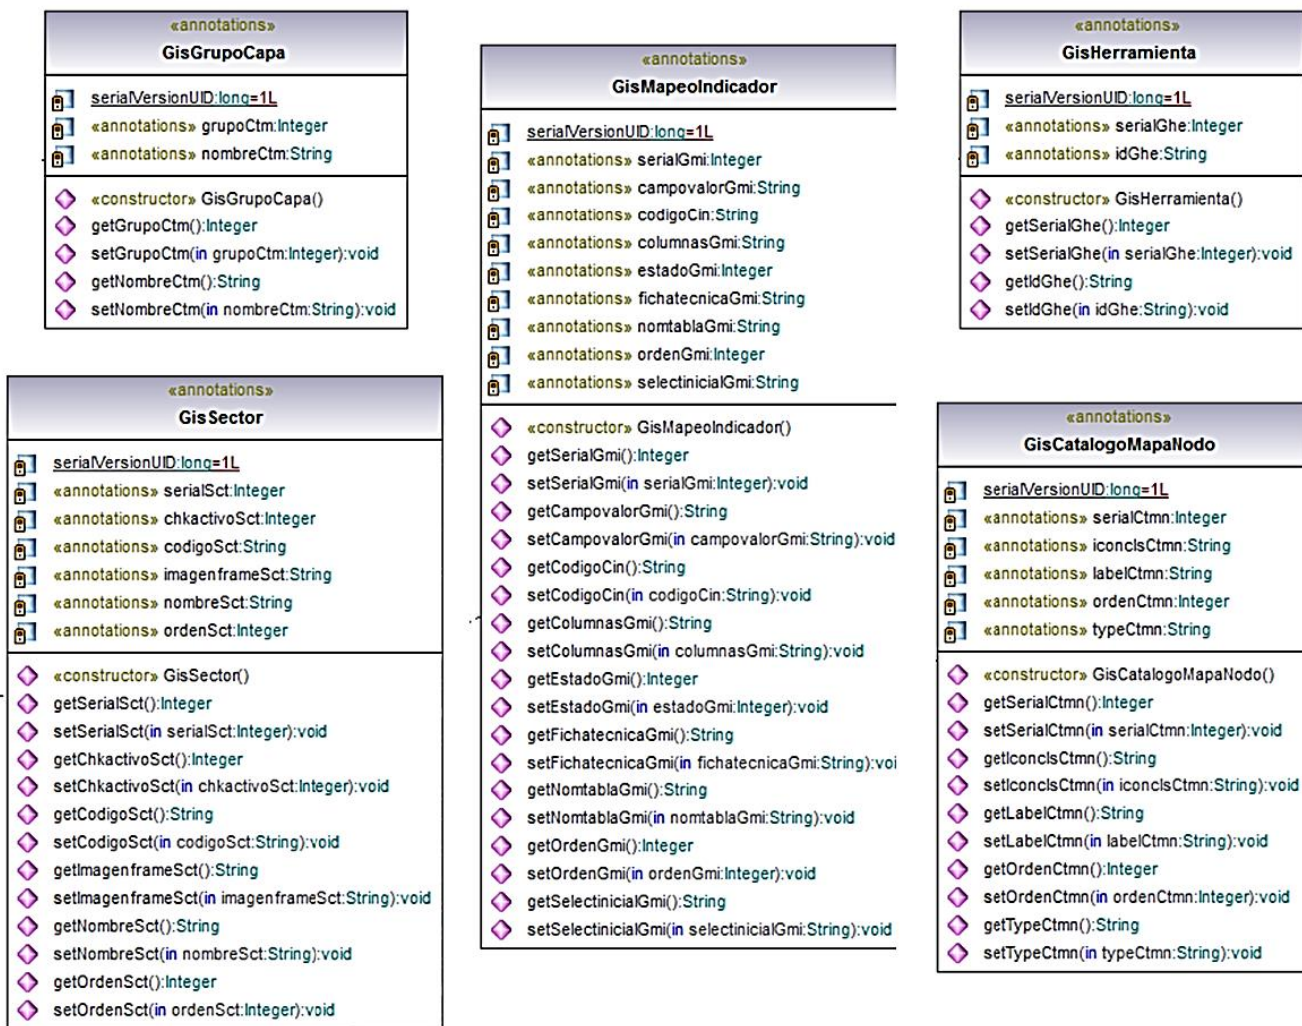 «annotations»
GisGrupoCapa
serialVersionUID:long=1L
«annotations» grupoCtm:Integer
«annotations» nombreCtm:String
«constructor» GisGrupoCapa()
getGrupoCtm():Integer
setGrupoCtm(in grupoCtm:Integer):void
getNombreCtm():String
setNombreCtm(in nombreCtm:String):void
«annotations»
GisSector
serialVersionUID:long=1L
«annotations» serialSct:Integer
«annotations» chkactivoSct:Integer
«annotations» codigoSct:String
«annotations» imagenframeSct:String
«annotations» nombreSct:String
«annotations» ordenSct:Integer
«constructor» GisSector()
getSerialSct():Integer
setSerialSct(in serialSct:Integer):void
getChkactivoSct():Integer
setChkactivoSct(in chkactivoSct:Integer):void
getCodigoSct():String
setCodigoSct(in codigoSct:String):void
getImagenframeSct():String
setImagenframeSct(in imagenframeSct:String):void
getNombreSct():String
setNombreSct(in nombreSct:String):void
getOrdenSct():Integer
setOrdenSct(in ordenSct:Integer):void
«annotations»
GisMapeoIndicador
serialVersionUID:long=1L
«annotations» serialGmi:Integer
«annotations» campovalorGmi:String
«annotations» codigoCin:String
«annotations» columnasGmi:String
«annotations» estadoGmi:Integer
«annotations» fichatecnicaGmi:String
«annotations» nomtablaGmi:String
«annotations» ordenGmi:Integer
«annotations» selectinicialGmi:String
«constructor» GisMapeoIndicador()
getSerialGmi():Integer
setSerialGmi(in serialGmi:Integer):void
getCampovalorGmi():String
setCampovalorGmi(in campovalorGmi:String):void
getCodigoCin():String
setCodigoCin(in codigoCin:String):void
getColumnasGmi():String
setColumnasGmi(in columnasGmi:String):void
getEstadoGmi():Integer
setEstadoGmi(in estadoGmi:Integer):void
getFichatecnicaGmi():String
setFichatecnicaGmi(in fichatecnicaGmi:String):voi
getNomtablaGmi():String
setNomtablaGmi(in nomtablaGmi:String):void
getOrdenGmi():Integer
setOrdenGmi(in ordenGmi:Integer):void
getSelectinicialGmi():String
setSelectinicialGmi(in selectinicialGmi:String):void
«annotations»
GisHerramienta
serialVersionUID:long=1L
«annotations» serialGhe:Integer
«annotations» idGhe:String
«constructor» GisHerramienta()
getSerialGhe():Integer
setSerialGhe(in serialGhe:Integer):void
getIdGhe():String
setIdGhe(in idGhe:String):void
«annotations»
GisCatalogoMapaNodo
serialVersionUID:long=1L
«annotations» serialCtmn:Integer
«annotations» iconclsCtmn:String
«annotations» labelCtmn:String
«annotations» ordenCtmn:Integer
«annotations» typeCtmn:String
«constructor» GisCatalogoMapaNodo()
getSerialCtmn():Integer
setSerialCtmn(in serialCtmn:Integer):void
getIconclsCtmn():String
setIconclsCtmn(in iconclsCtmn:String):void
getLabelCtmn():String
setLabelCtmn(in labelCtmn:String):void
getOrdenCtmn():Integer
setOrdenCtmn(in ordenCtmn:Integer):void
getTypeCtmn():String
setTypeCtmn(in typeCtmn:String):void